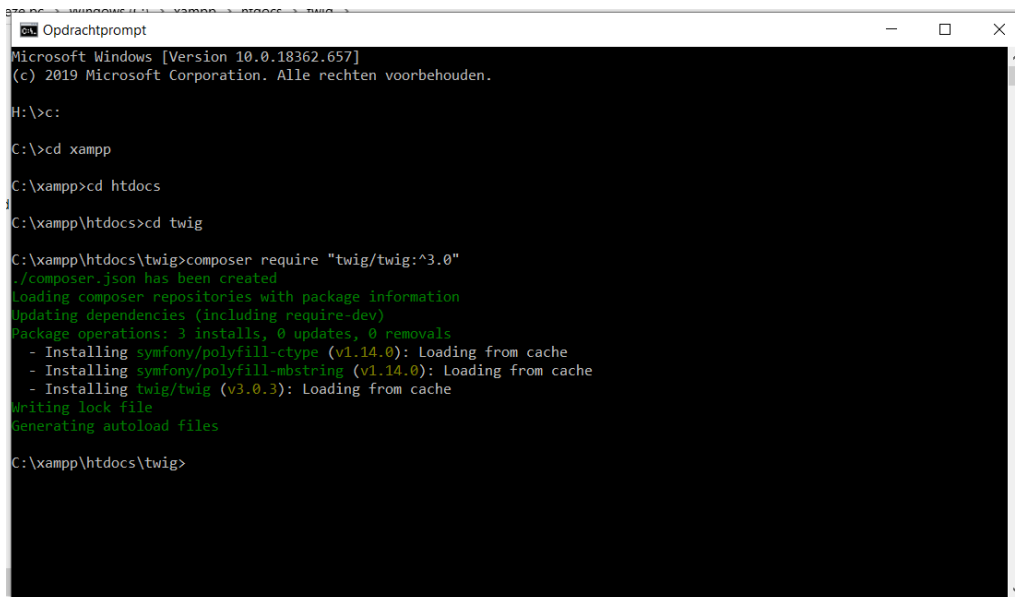 Windows (C:) > xampp > htdocs > twig >
Opdrachtprompt
Microsoft Windows [Version 10.0.18362.657]
(c) 2019 Microsoft Corporation. Alle rechten voorbehouden.
H:\>c:
C:\>cd xampp
C:\xampp>cd htdocs
C:\xampp\htdocs>cd twig
C:\xampp\htdocs\twig>composer require "twig/twig:^3.0"
./composer.json has been created
Loading composer repositories with package information
Updating dependencies (including require-dev)
Package operations: 3 installs, 0 updates, 0 removals
- Installing symfony/polyfill-ctype (v1.14.0): Loading from cache
- Installing symfony/polyfill-mbstring (v1.14.0): Loading from cache
- Installing twig/twig (v3.0.3): Loading from cache
Writing lock file
Generating autoload files
C:\xampp\htdocs\twig>